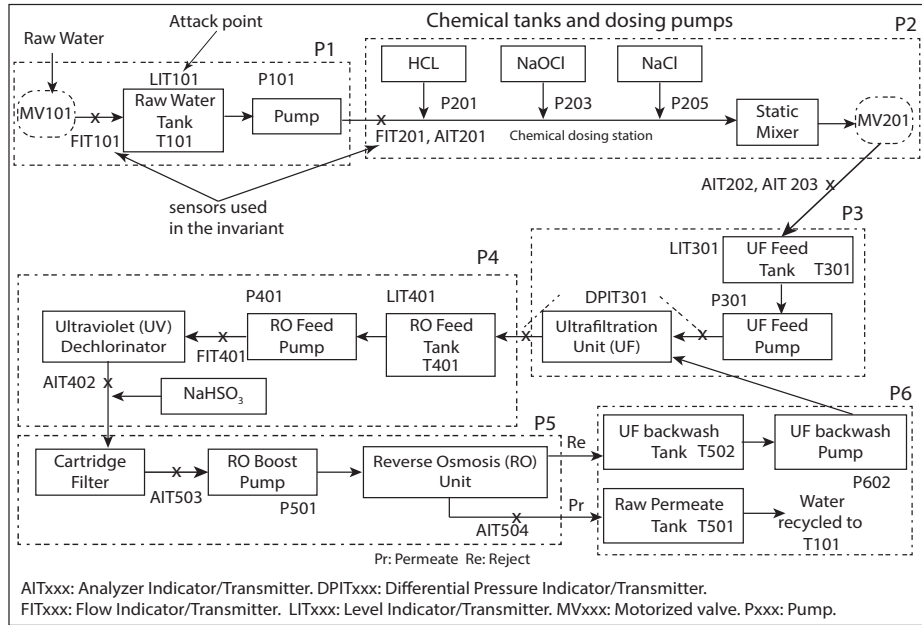 Attack point
Chemical tanks and dosing pumps
P2
Raw Water
P1
LIT101
P101
MV101
Raw Water
Tank
T101
Pump
FIT101
HCL
NaOCl
NaCl
P201
P203
P205
FIT201, AIT201
Chemical dosing station
Static
Mixer
MV201
sensors used
in the invariant
AIT202, AIT 203
P3
LIT301
UF Feed
Tank T301
P301
UF Feed
Pump
DPIT301
Ultrafiltration
Unit (UF)
P4
LIT401
RO Feed
Tank
T401
P401
RO Feed
Pump
FIT401
Ultraviolet (UV)
Dechlorinator
AIT402
NaHSO3
P5
Cartridge
Filter
AIT503
RO Boost
Pump
P501
Reverse Osmosis (RO)
Unit
AIT504
Re
Pr
P6
UF backwash
Tank T502
UF backwash
Pump
P602
Raw Permeate
Tank T501
Water
recycled to
T101
Pr: Permeate Re: Reject
AITxxx: Analyzer Indicator/Transmitter. DPITxxx: Differential Pressure Indicator/Transmitter.
FITxxx: Flow Indicator/Transmitter. LITxxx: Level Indicator/Transmitter. MVxxx: Motorized valve. Pxxx: Pump.